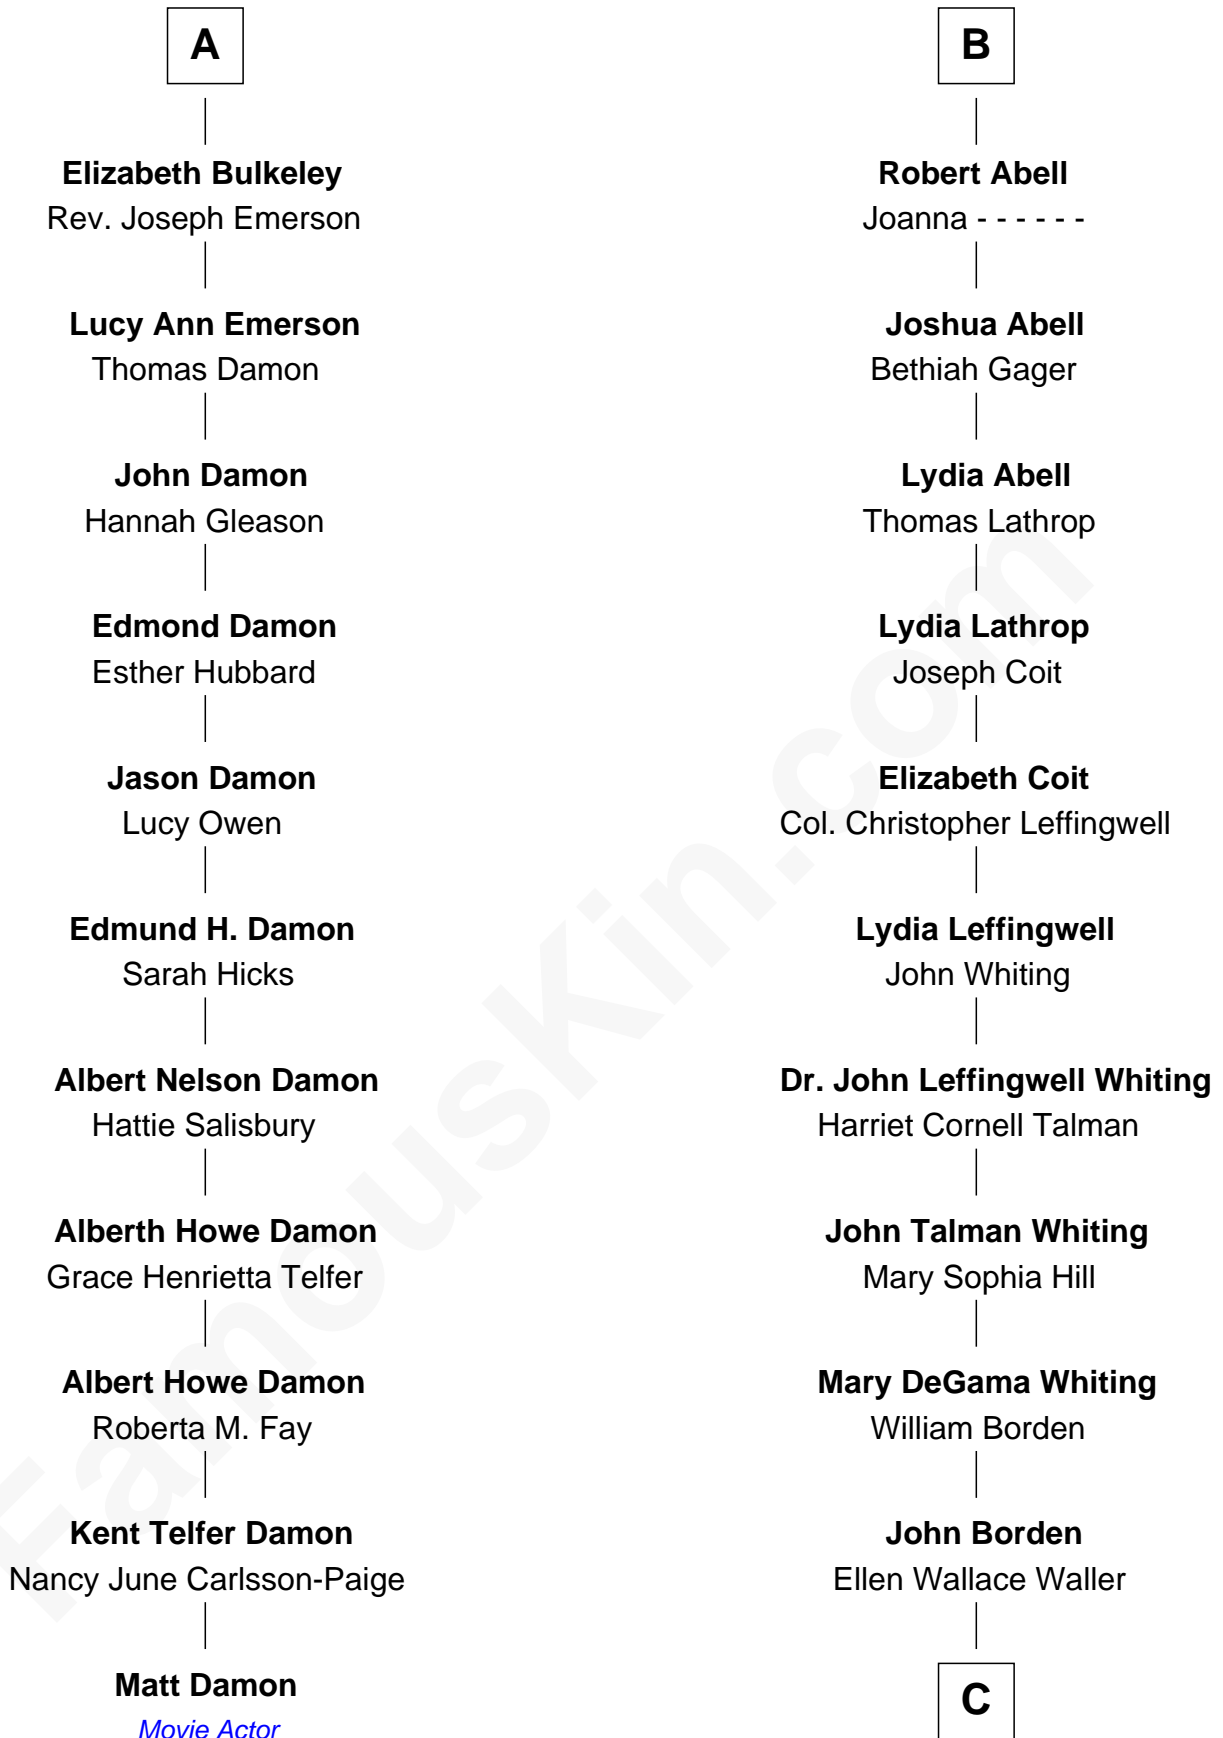 A
Elizabeth Bulkeley
Rev. Joseph Emerson
Lucy Ann Emerson
Thomas Damon
John Damon
Hannah Gleason
Edmond Damon
Esther Hubbard
Jason Damon
Lucy Owen
Edmund H. Damon
Sarah Hicks
Albert Nelson Damon
Hattie Salisbury
Alberth Howe Damon
Grace Henrietta Telfer
Albert Howe Damon
Roberta M. Fay
Kent Telfer Damon
Nancy June Carlsson-Paige
Matt Damon
Movie Actor
B
Robert Abell
Joanna - - - - - -
Joshua Abell
Bethiah Gager
Lydia Abell
Thomas Lathrop
Lydia Lathrop
Joseph Coit
Elizabeth Coit
Col. Christopher Leffingwell
Lydia Leffingwell
John Whiting
Dr. John Leffingwell Whiting
Harriet Cornell Talman
John Talman Whiting
Mary Sophia Hill
Mary DeGama Whiting
William Borden
John Borden
Ellen Wallace Waller
C
FamousKin.com